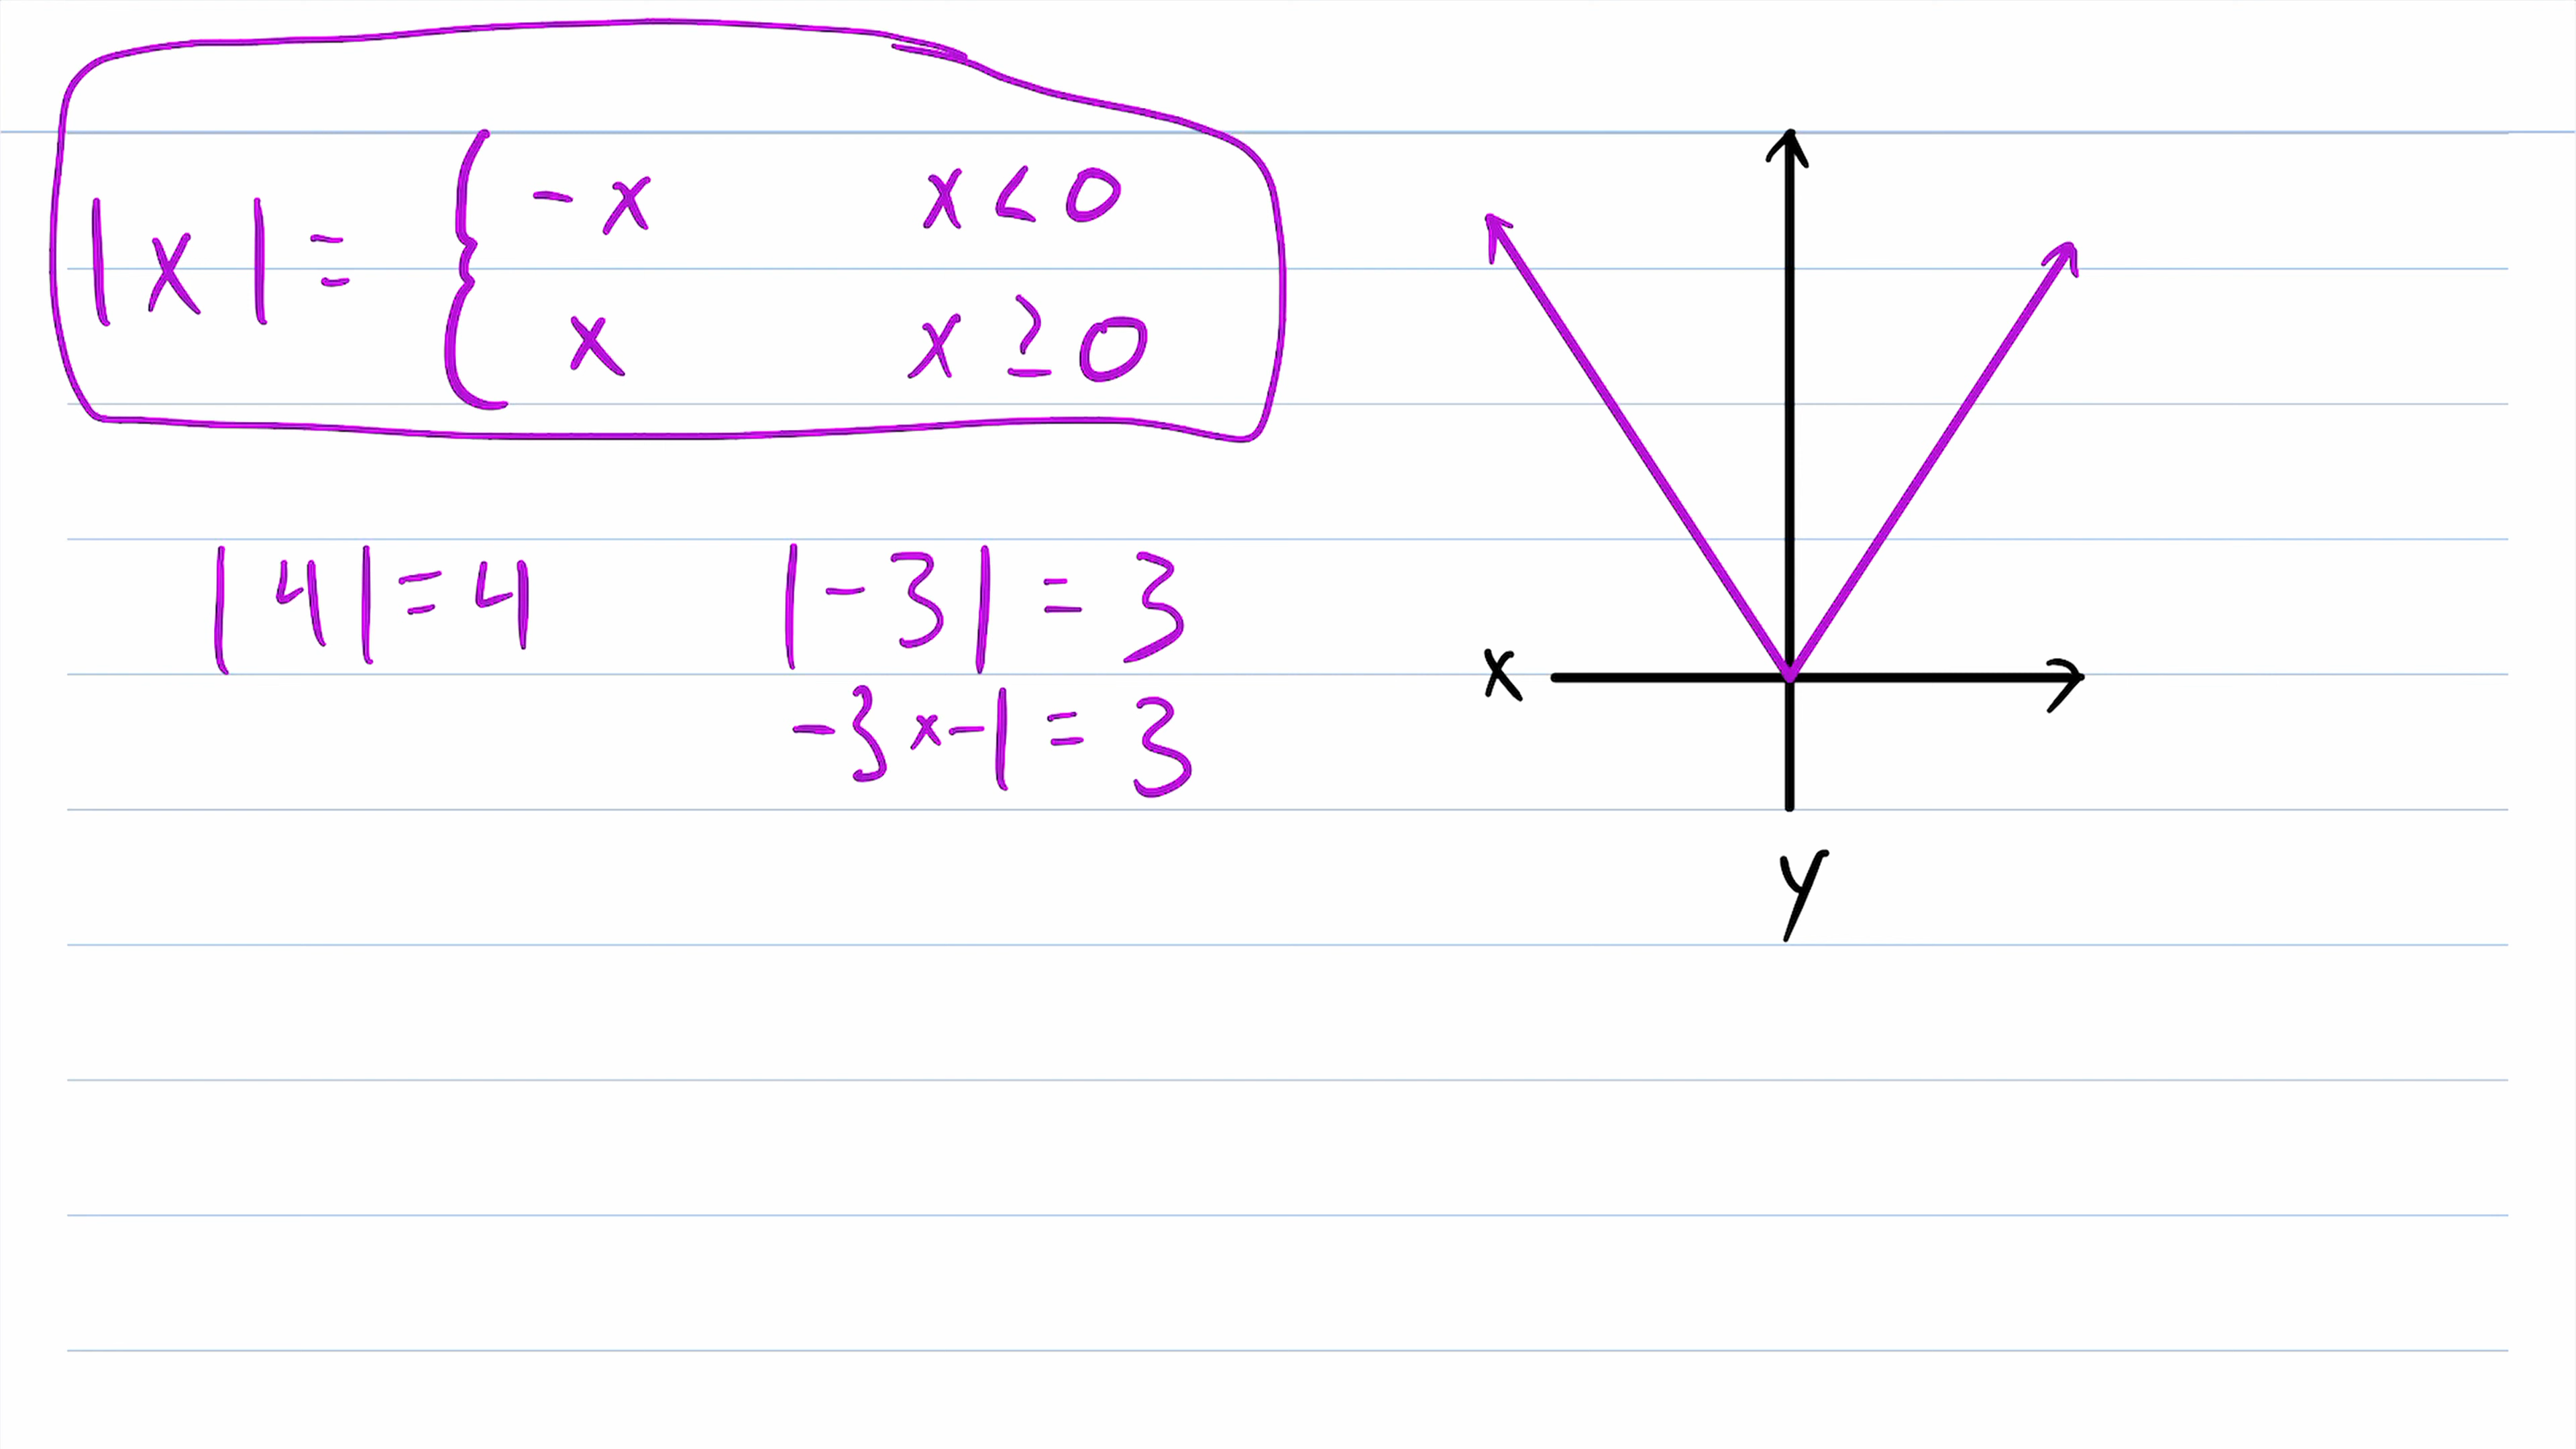 |x| = { -x x < 0
x x ≥ 0
|4| = 4 |-3| = 3
-3 × -1 = 3
x
y